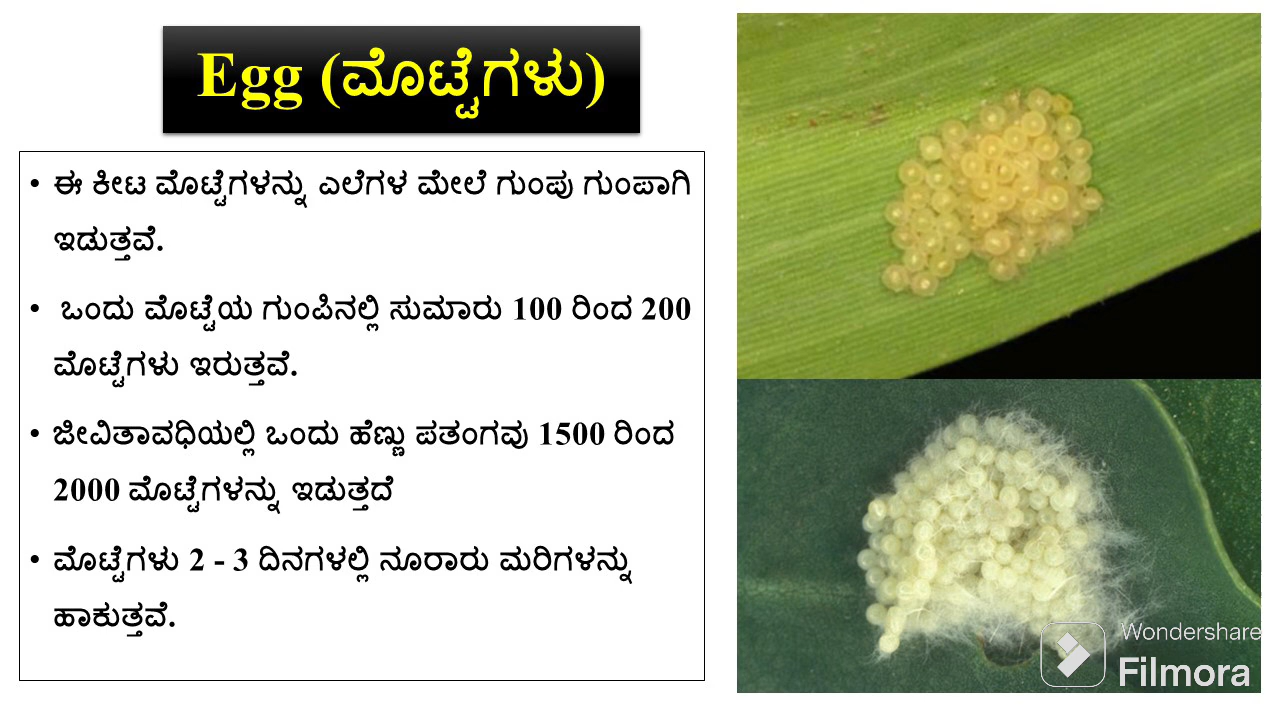 Egg (ಮೊಟ್ಟೆಗಳು)
• ಈ ಕೀಟ ಮೊಟ್ಟೆಗಳನ್ನು ಎಲೆಗಳ ಮೇಲೆ ಗುಂಪು ಗುಂಪಾಗಿ
ಇಡುತ್ತವೆ.
• ಒಂದು ಮೊಟ್ಟೆಯ ಗುಂಪಿನಲ್ಲಿ ಸುಮಾರು 100 ರಿಂದ 200
ಮೊಟ್ಟೆಗಳು ಇರುತ್ತವೆ.
• ಜೀವಿತಾವಧಿಯಲ್ಲಿ ಒಂದು ಹೆಣ್ಣು ಪತಂಗವು 1500 ರಿಂದ
2000 ಮೊಟ್ಟೆಗಳನ್ನು ಇಡುತ್ತದೆ
• ಮೊಟ್ಟೆಗಳು 2 - 3 ದಿನಗಳಲ್ಲಿ ನೂರಾರು ಮರಿಗಳನ್ನು
ಹಾಕುತ್ತವೆ.
Wondershare
Filmora